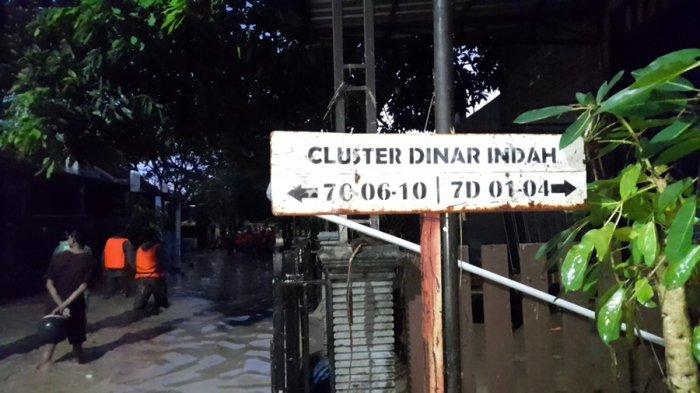 CLUSTER DINAR INDAH
← 7C 06-10 | 7D 01-04 →